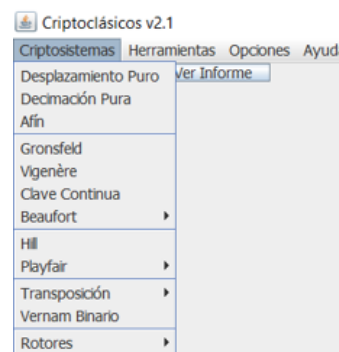 Criptoclásicos v2.1
Criptosistemas Herramientas Opciones Ayud
Ver Informe
Desplazamiento Puro
Decimación Pura
Afín
Gronsfeld
Vigenère
Clave Continua
Beaufort
Hill
Playfair
Transposición
Vernam Binario
Rotores